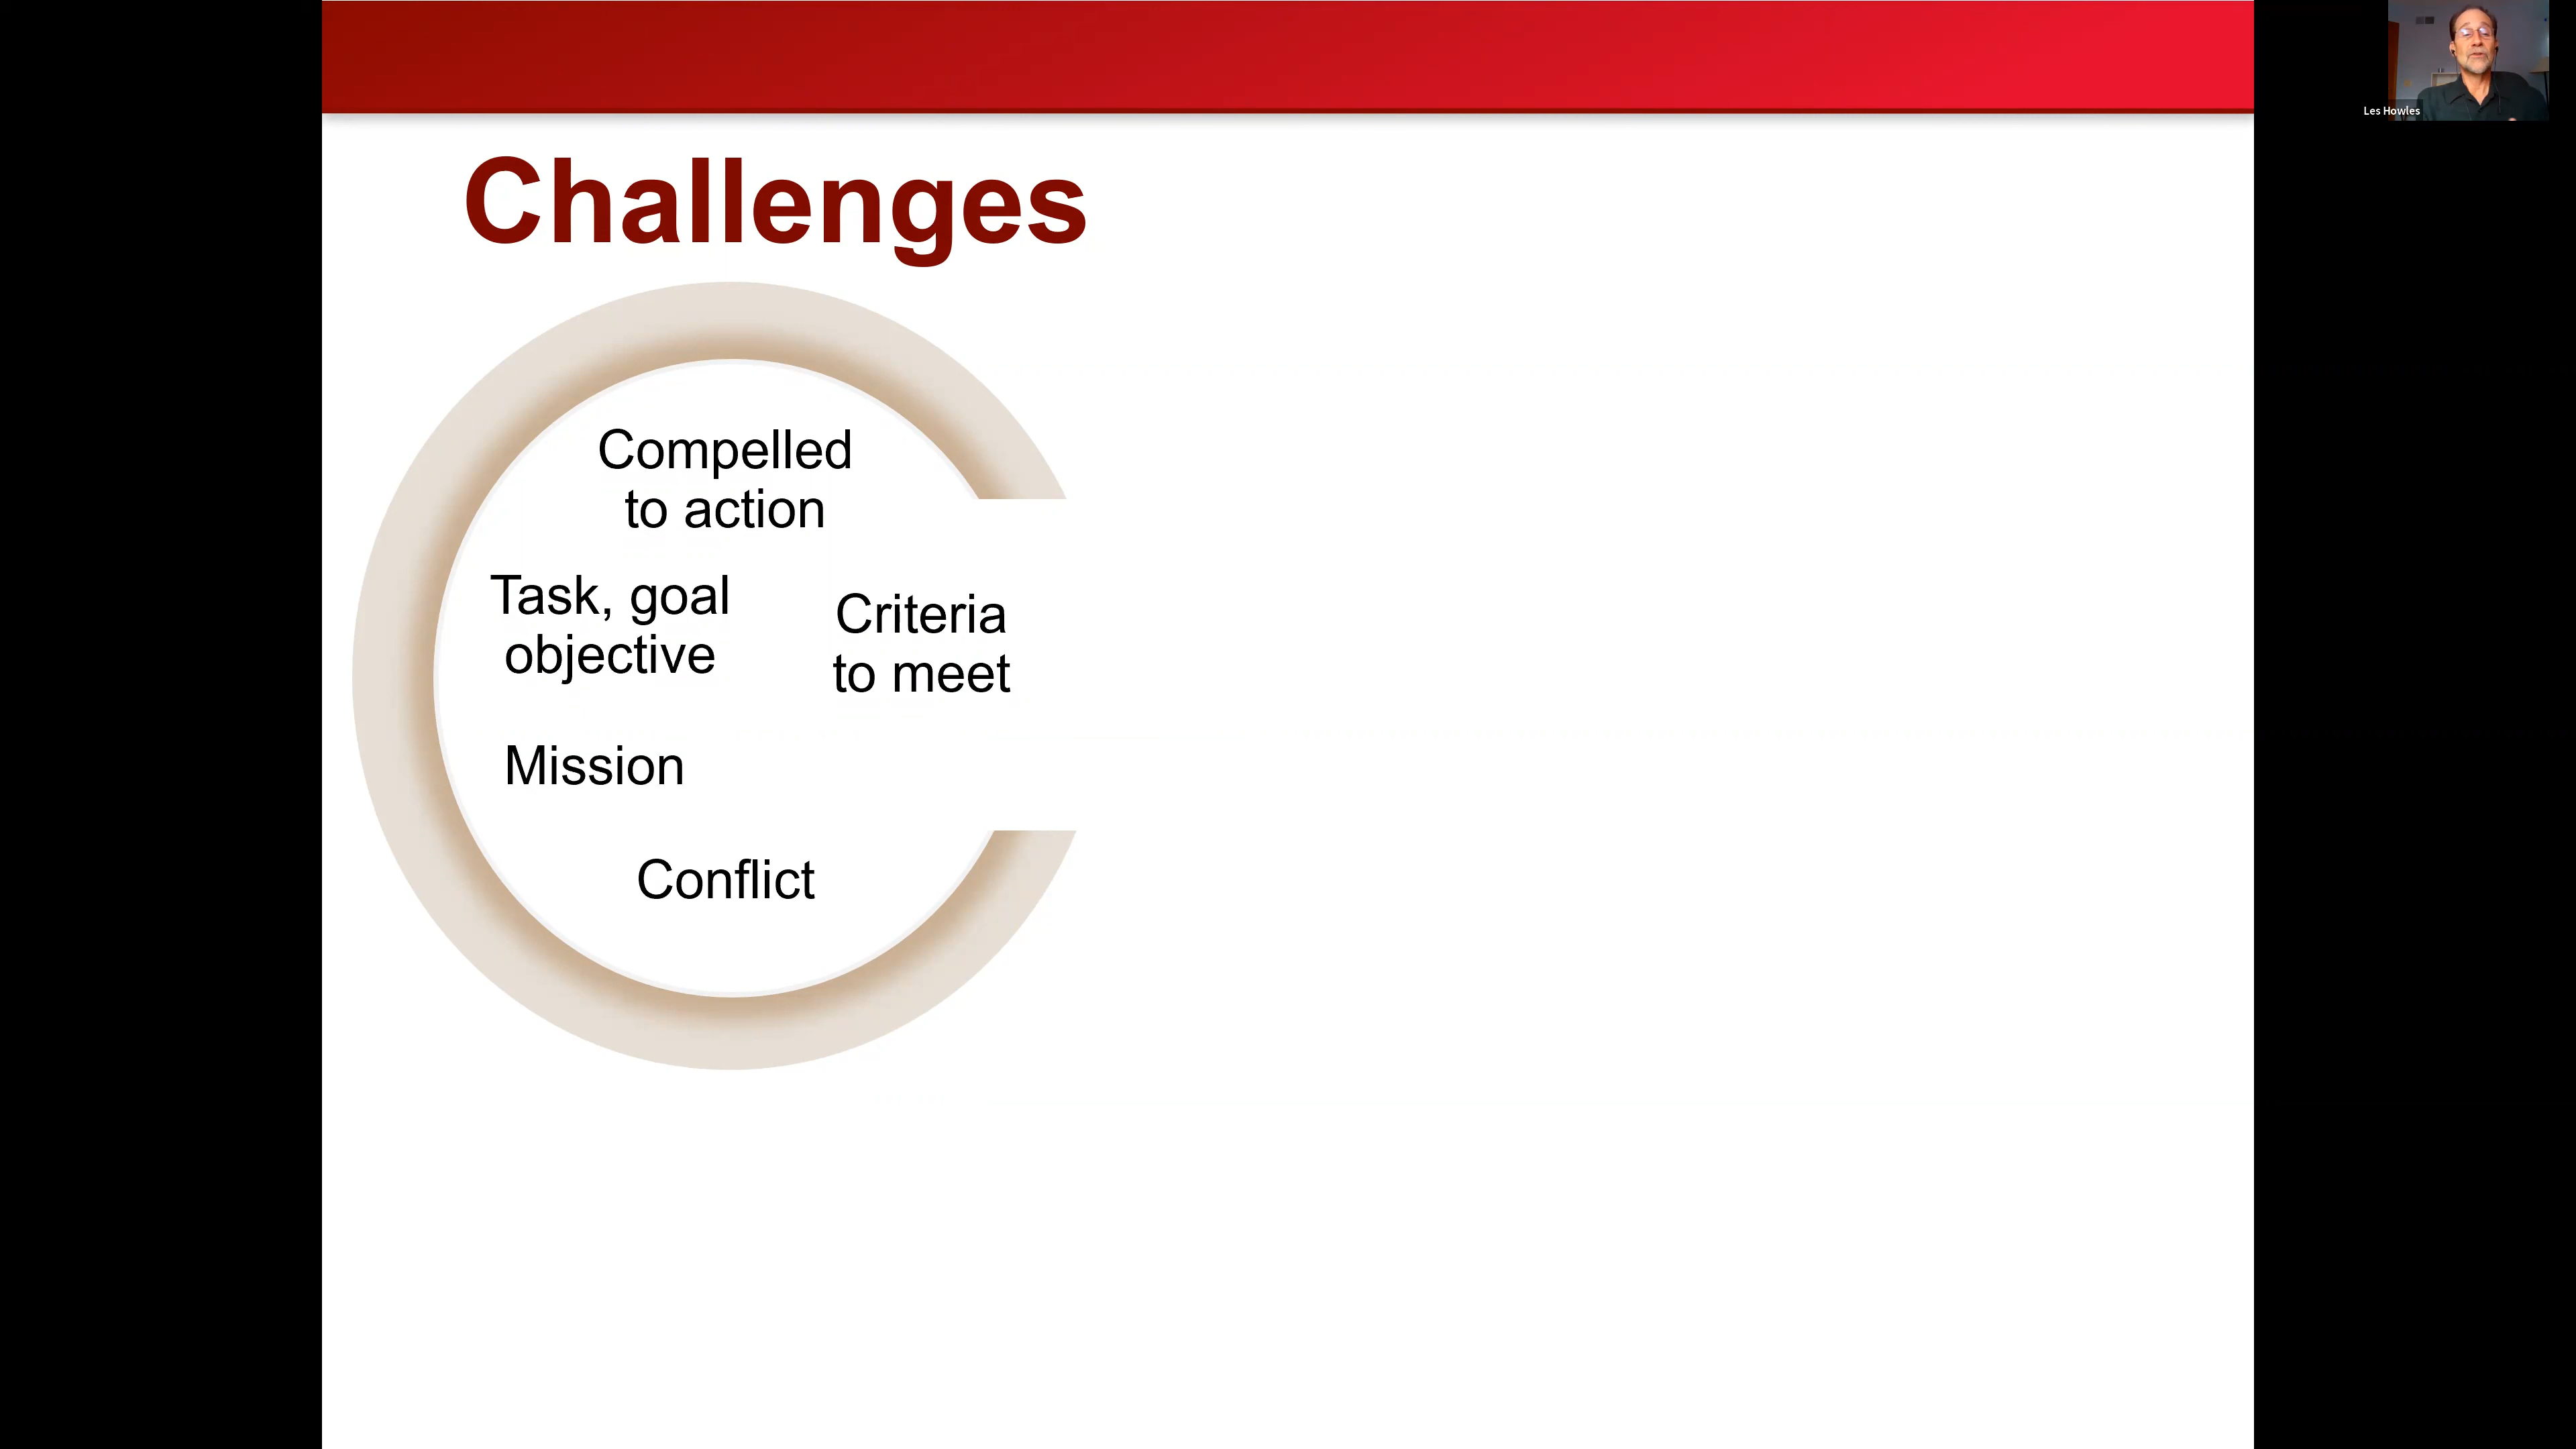 Les Howles
Challenges
Compelled
to action
Task, goal
objective
Criteria
to meet
Mission
Conflict